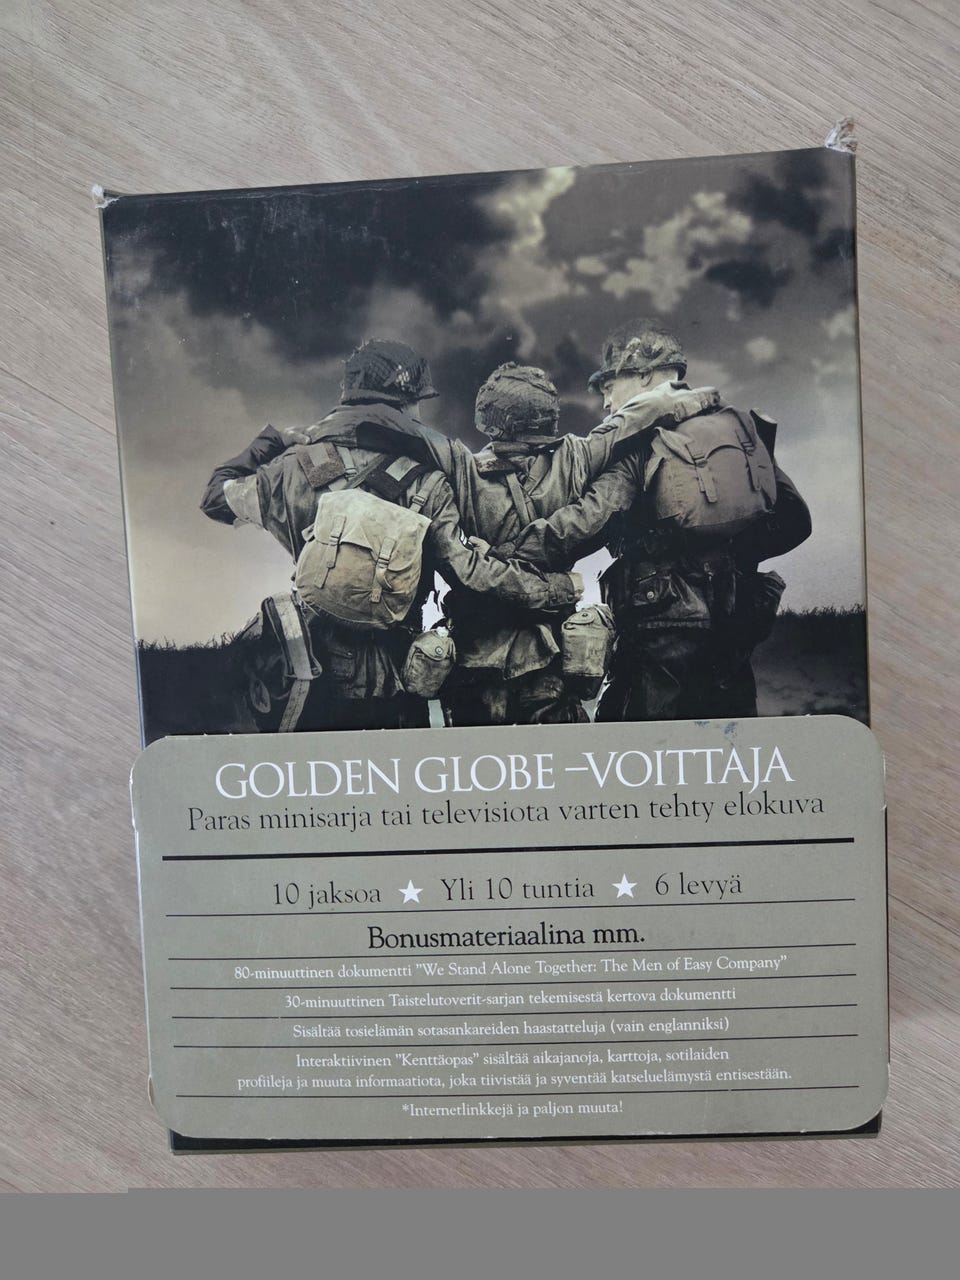 GOLDEN GLOBE –VOITTAJA
Paras minisarja tai televisiota varten tehty elokuva
10 jaksoa ★ Yli 10 tuntia ★ 6 levyä
Bonusmateriaalina mm.
80-minuuttinen dokumentti "We Stand Alone Together: The Men of Easy Company"
30-minuuttinen Taistelutoverit-sarjan tekemisestä kertova dokumentti
Sisältää tosielämän sotasankareiden haastatteluja (vain englanniksi)
Interaktiivinen "Kenttäopas" sisältää aikajanoja, karttoja, sotilaiden
profiileja ja muuta informaatiota, joka tiivistää ja syventää katseluelämystä entisestään.
*Internetlinkkejä ja paljon muuta!